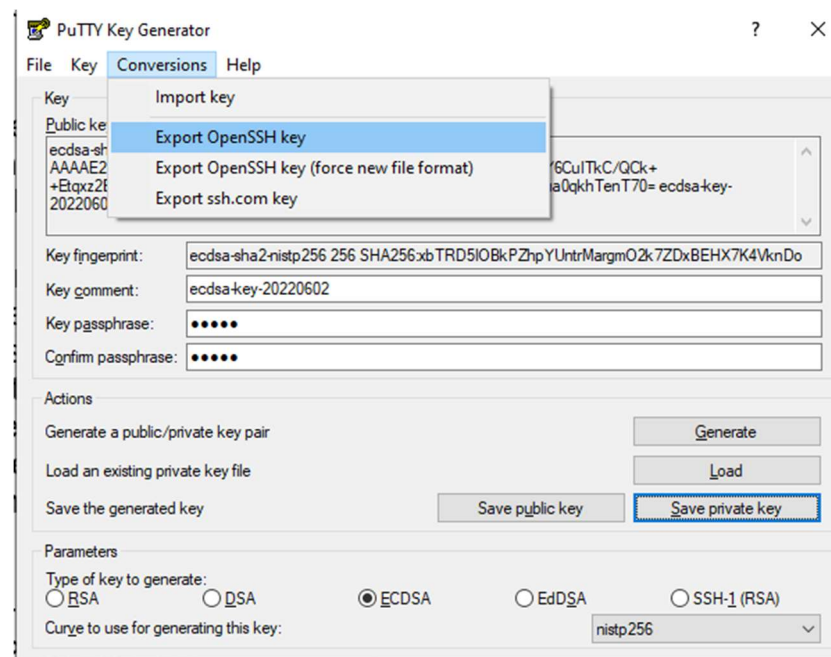 PuTTY Key Generator
?
File Key Conversions Help
Import key
Export OpenSSH key
Export OpenSSH key (force new file format)
Export ssh.com key
Key
Public ke
ecdsa-sh
AAAAE2 Y6CuITkC/QCk+
+Etqxz2E a0qkhTenT70= ecdsa-key-
2022060
Key fingerprint: ecdsa-sha2-nistp256 256 SHA256:xbTRD5IOBkPZhpYUntrMargmO2k7ZDxBEHX7K4VknDo
Key comment: ecdsa-key-20220602
Key passphrase: •••••
Confirm passphrase: •••••
Actions
Generate a public/private key pair Generate
Load an existing private key file Load
Save the generated key Save public key Save private key
Parameters
Type of key to generate:
RSA DSA ECDSA EdDSA SSH-1 (RSA)
Curve to use for generating this key: nistp256